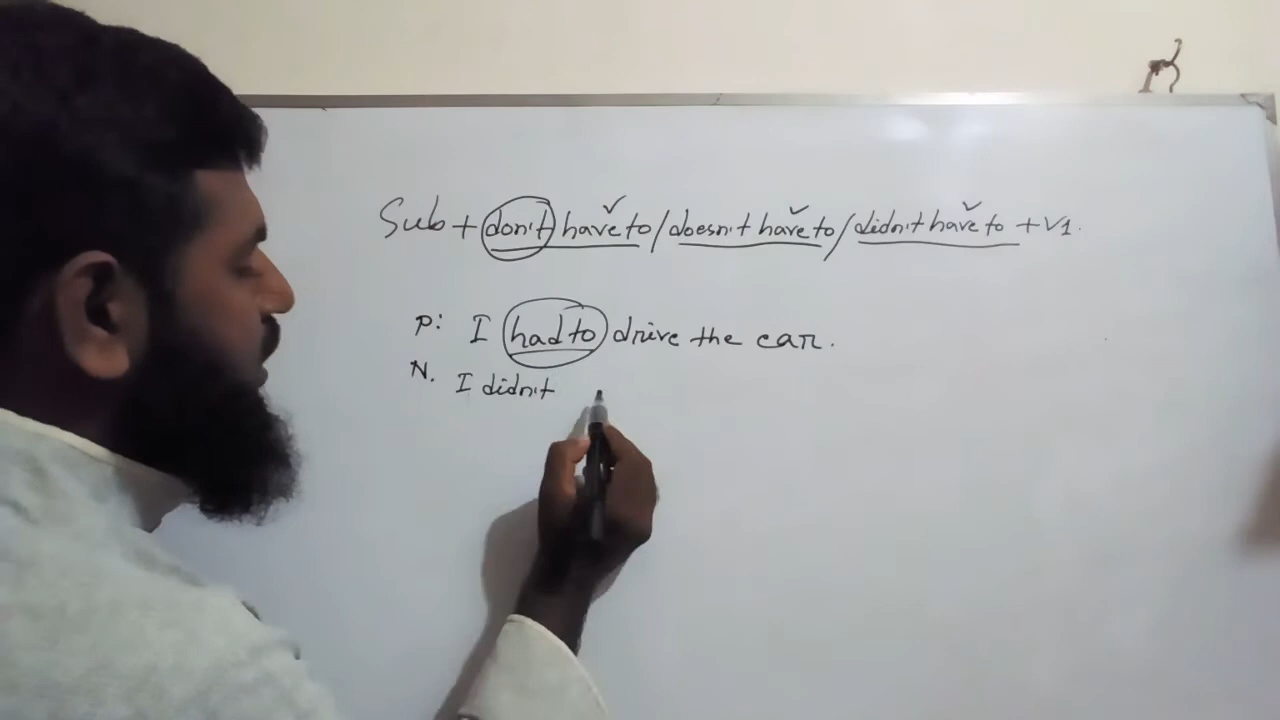 Sub + don't have to / doesn't have to / didn't have to + V1.
P: I had to drive the car.
N. I didn't